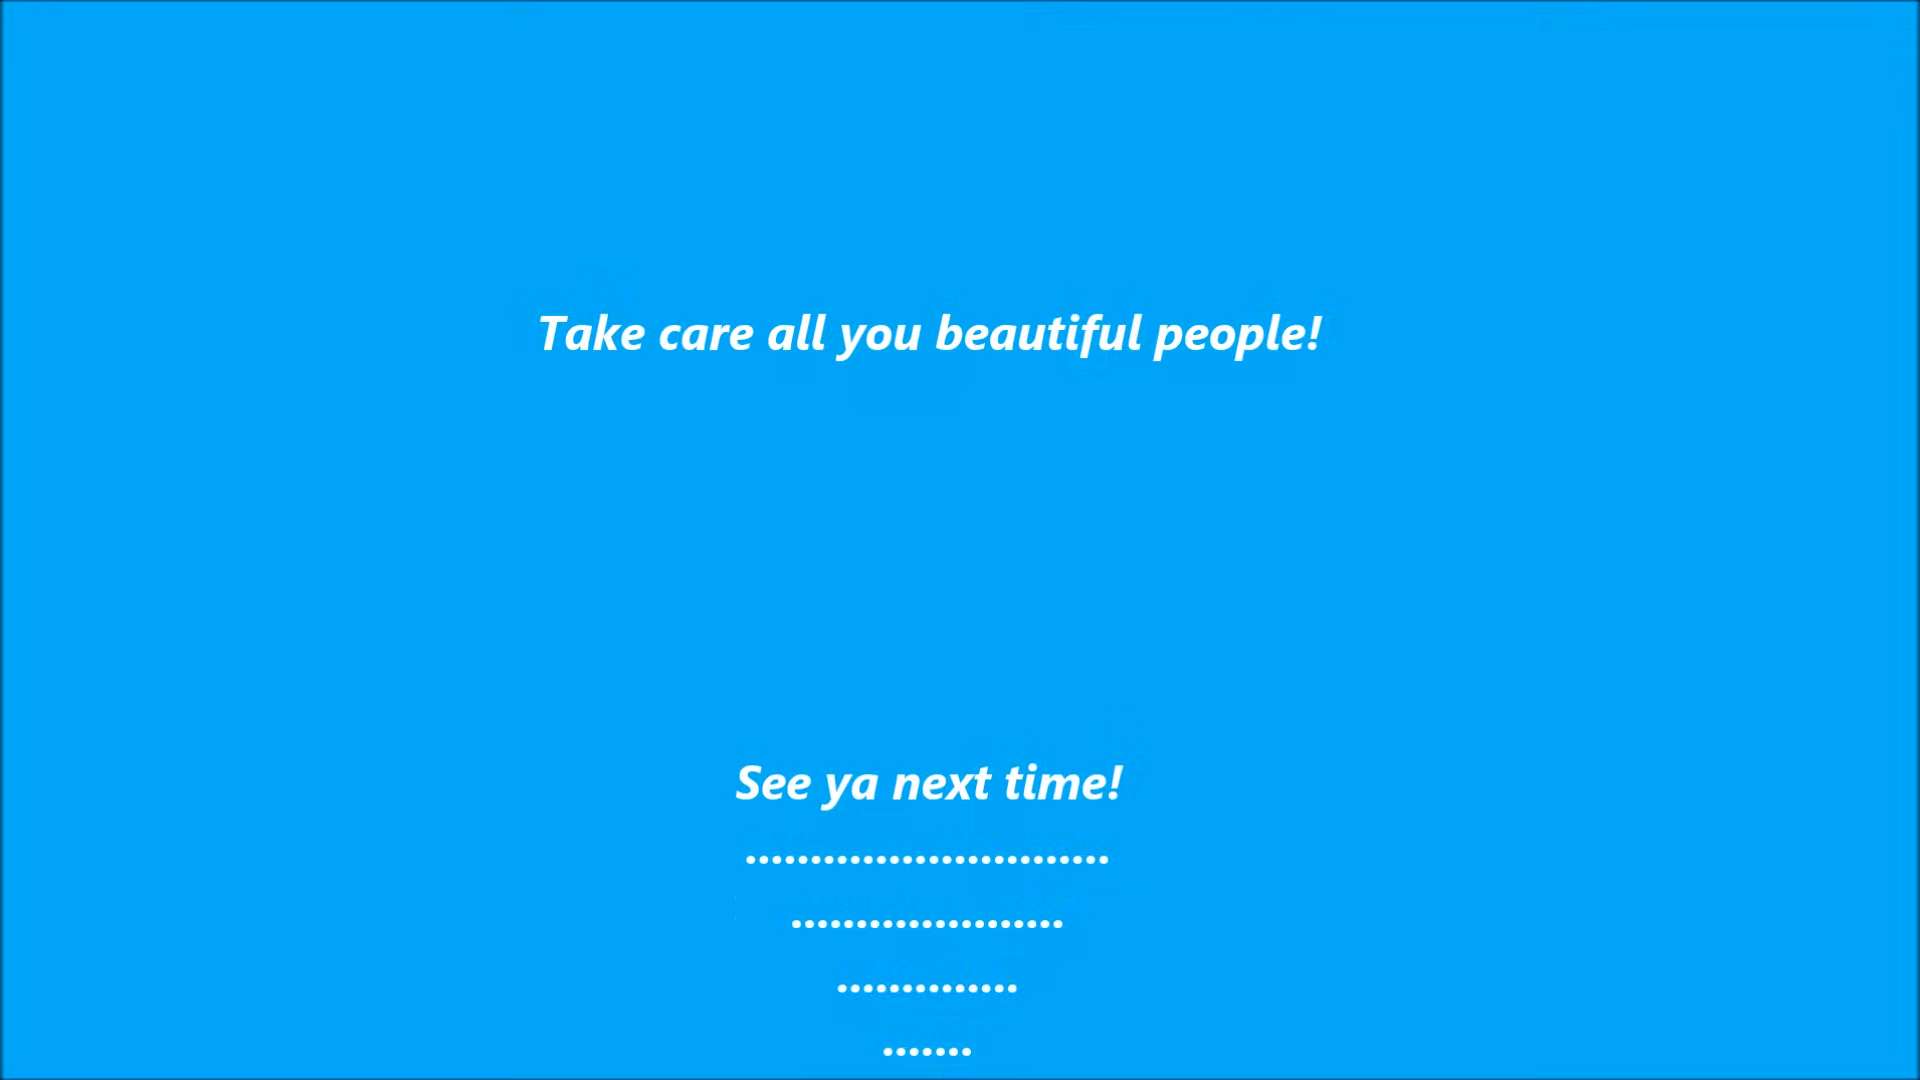 Take care all you beautiful people!
See ya next time!
............................
.....................
..............
.......